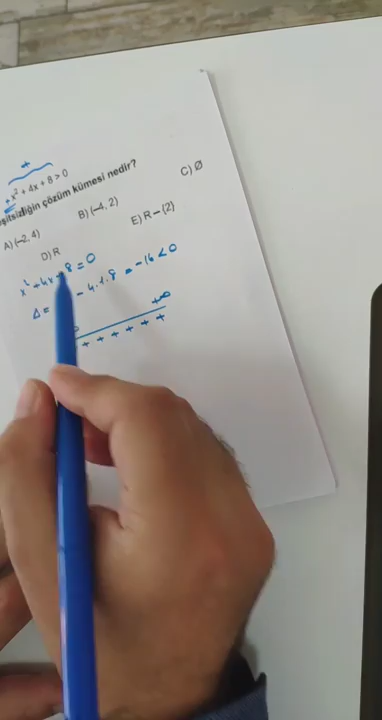 +
x² + 4x + 8 > 0
eşitsizliğin çözüm kümesi nedir?
A) (-2, 4) B) (-4, 2) C) Ø
D) R E) R - {2}
x² + 4x + 8 = 0
Δ = - 4.1.8 = -16 < 0
+∞
+ + + + + +